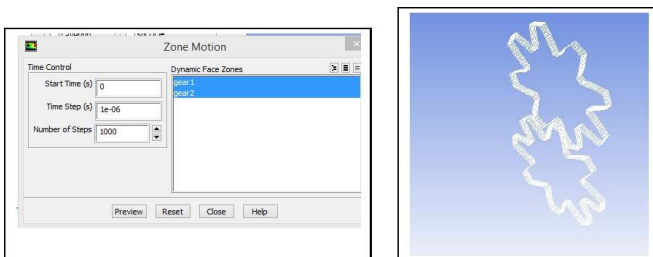 Zone Motion
Time Control
Start Time (s) 0
Time Step (s) 1e-06
Number of Steps 1000
Dynamic Face Zones
gear1
gear2
Preview Reset Close Help